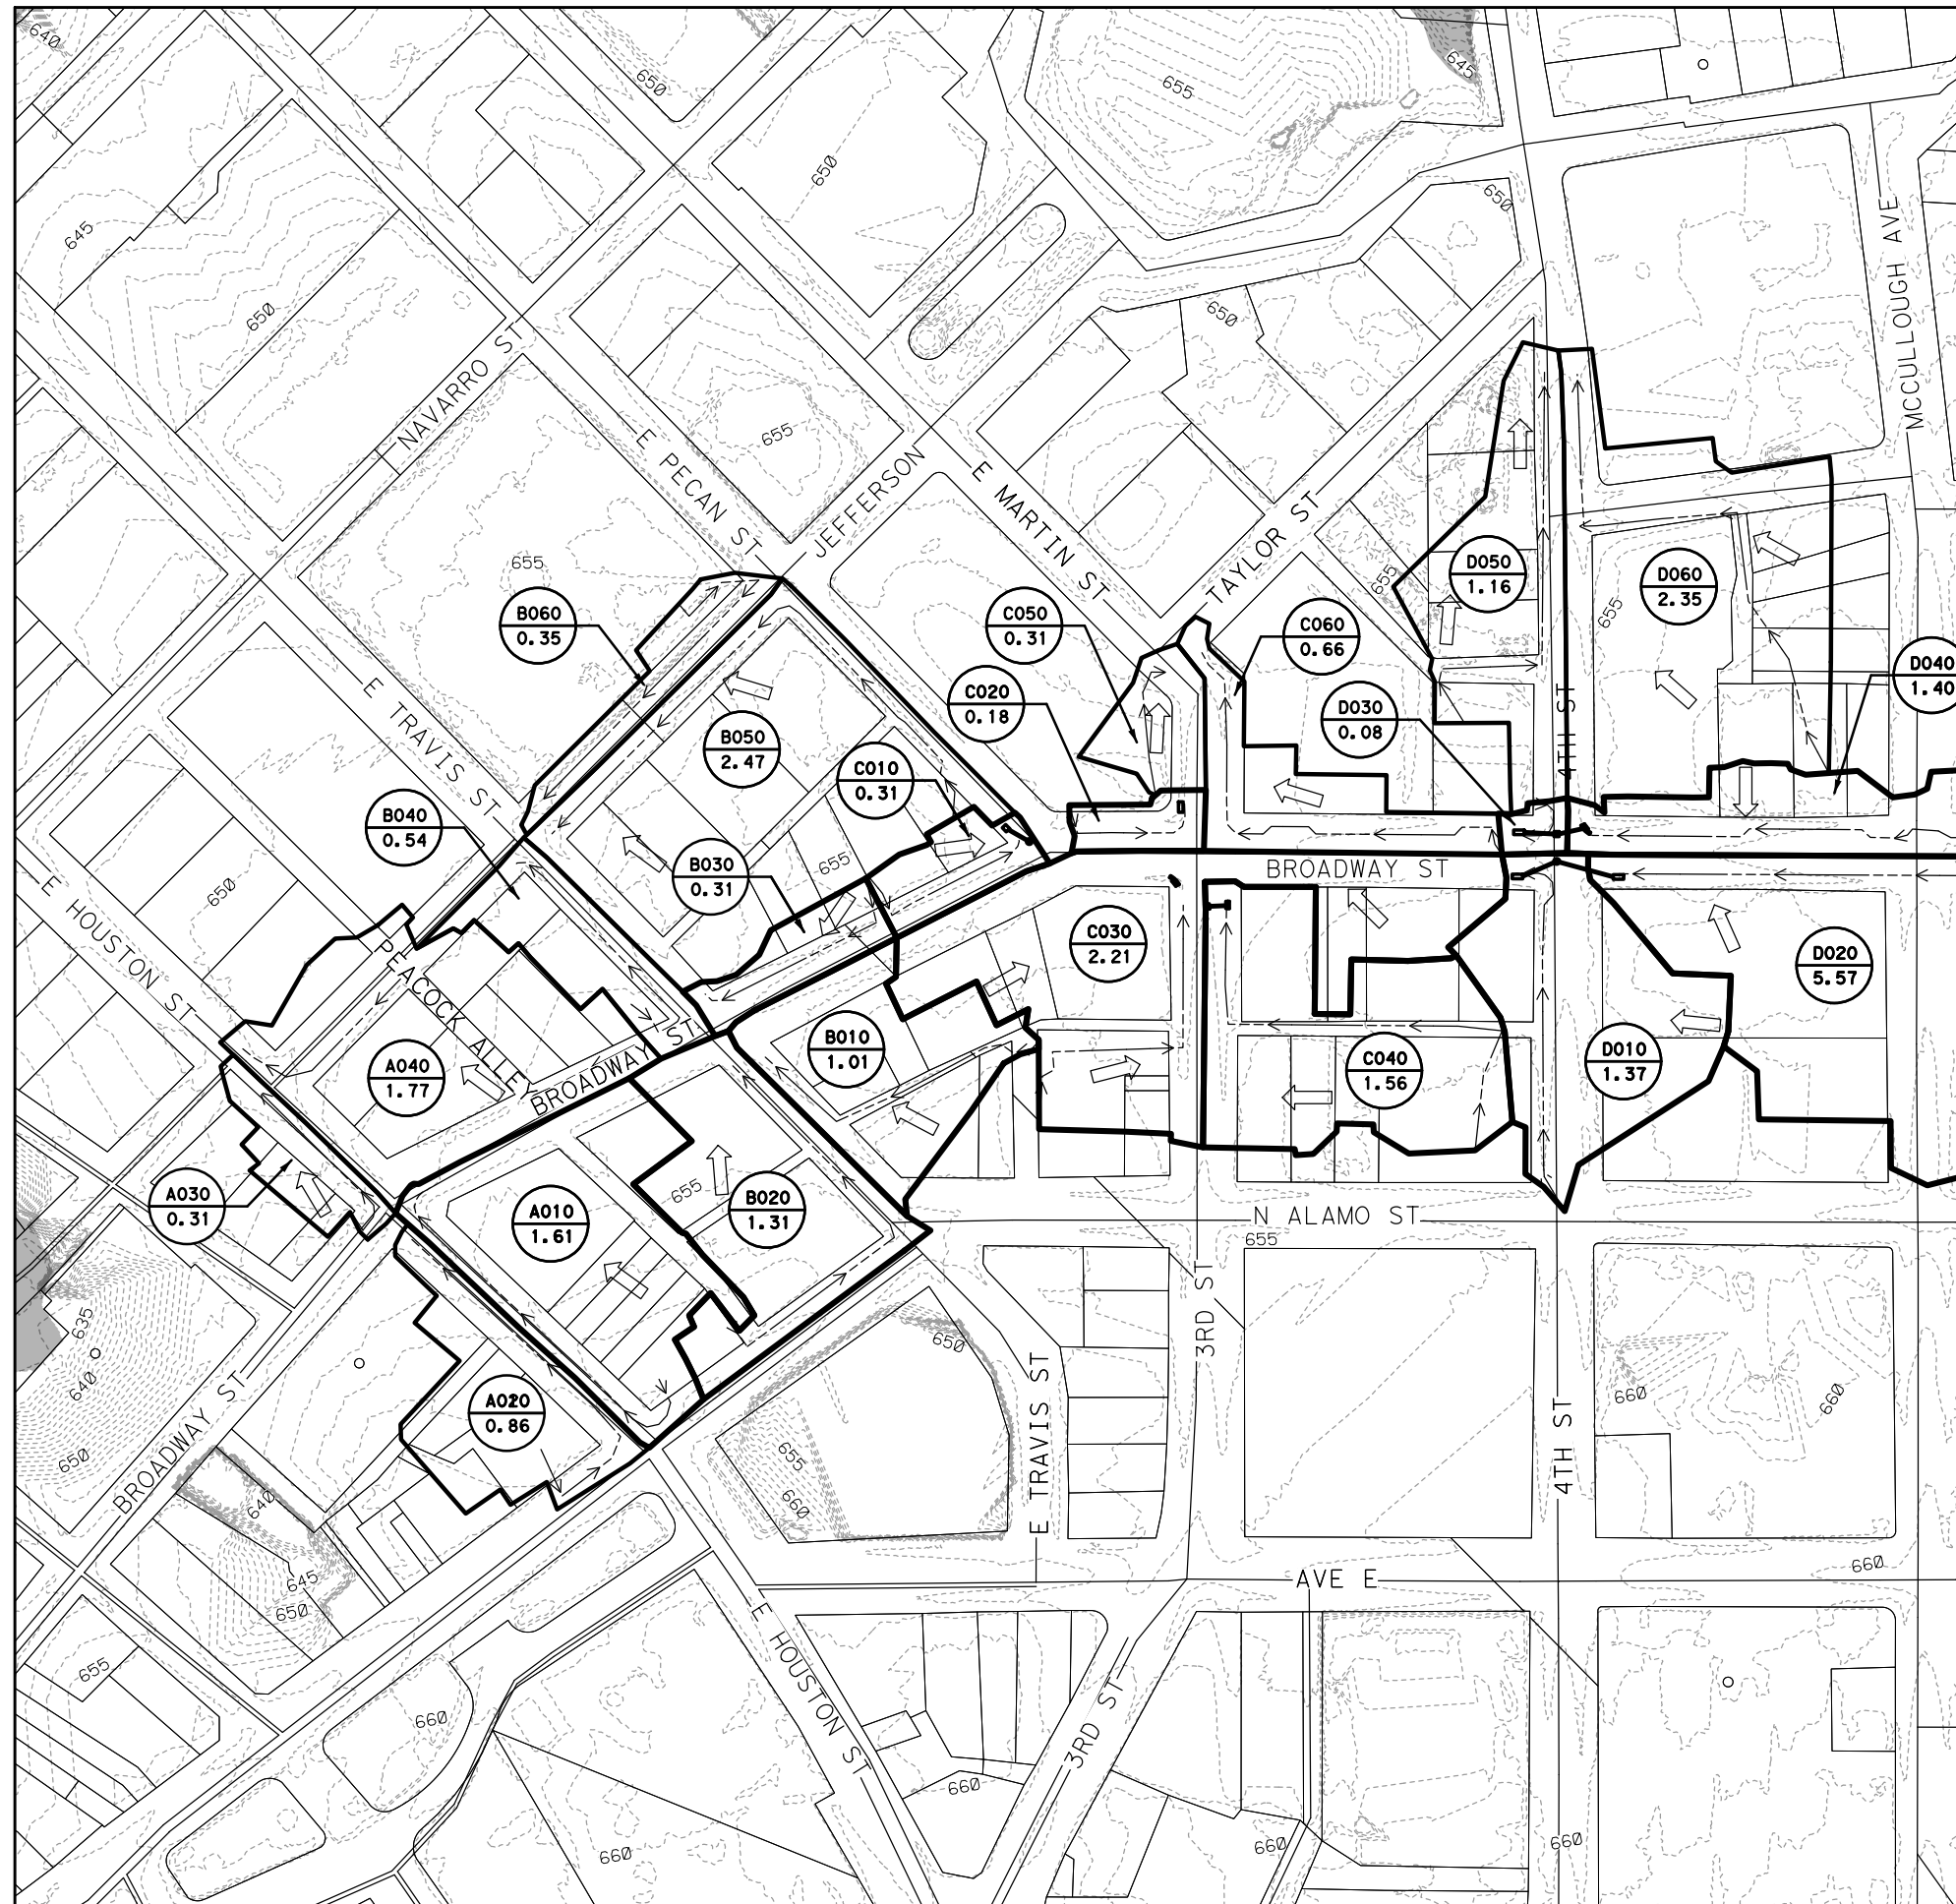 640
650
655
645
650
650
MCCULLOUGH AVE
645
650
650
NAVARRO ST
E PECAN ST
655
JEFFERSON
E MARTIN ST
TAYLOR ST
655
655
D050
1.16
D060
2.35
655
B060
0.35
C050
0.31
C060
0.66
D040
1.40
C020
0.18
D030
0.08
4TH ST
E TRAVIS ST
B050
2.47
C010
0.31
B040
0.54
B030
0.31
655
BROADWAY ST
650
E HOUSTON ST
PEACOCK ALLEY
C030
2.21
D020
5.57
A040
1.77
BROADWAY ST
B010
1.01
C040
1.56
D010
1.37
A030
0.31
A010
1.61
655
B020
1.31
N ALAMO ST
655
635
640
650
3RD ST
650
E TRAVIS ST
A020
0.86
4TH ST
660
660
BROADWAY ST
640
655
660
645
650
AVE E
660
E HOUSTON ST
655
660
3RD ST
660
660
660
660